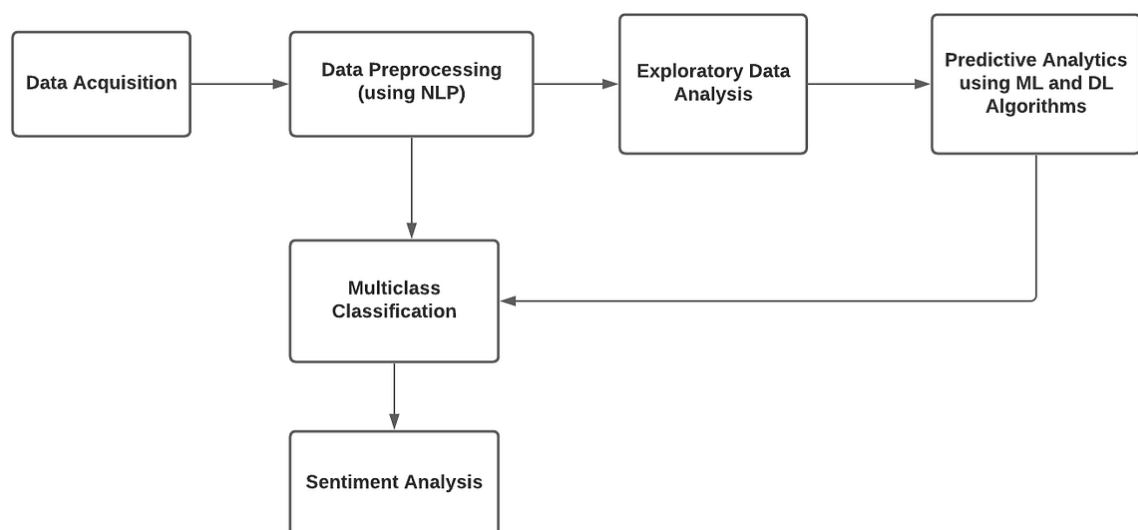 Data Acquisition
Data Preprocessing
(using NLP)
Exploratory Data
Analysis
Predictive Analytics
using ML and DL
Algorithms
Multiclass
Classification
Sentiment Analysis